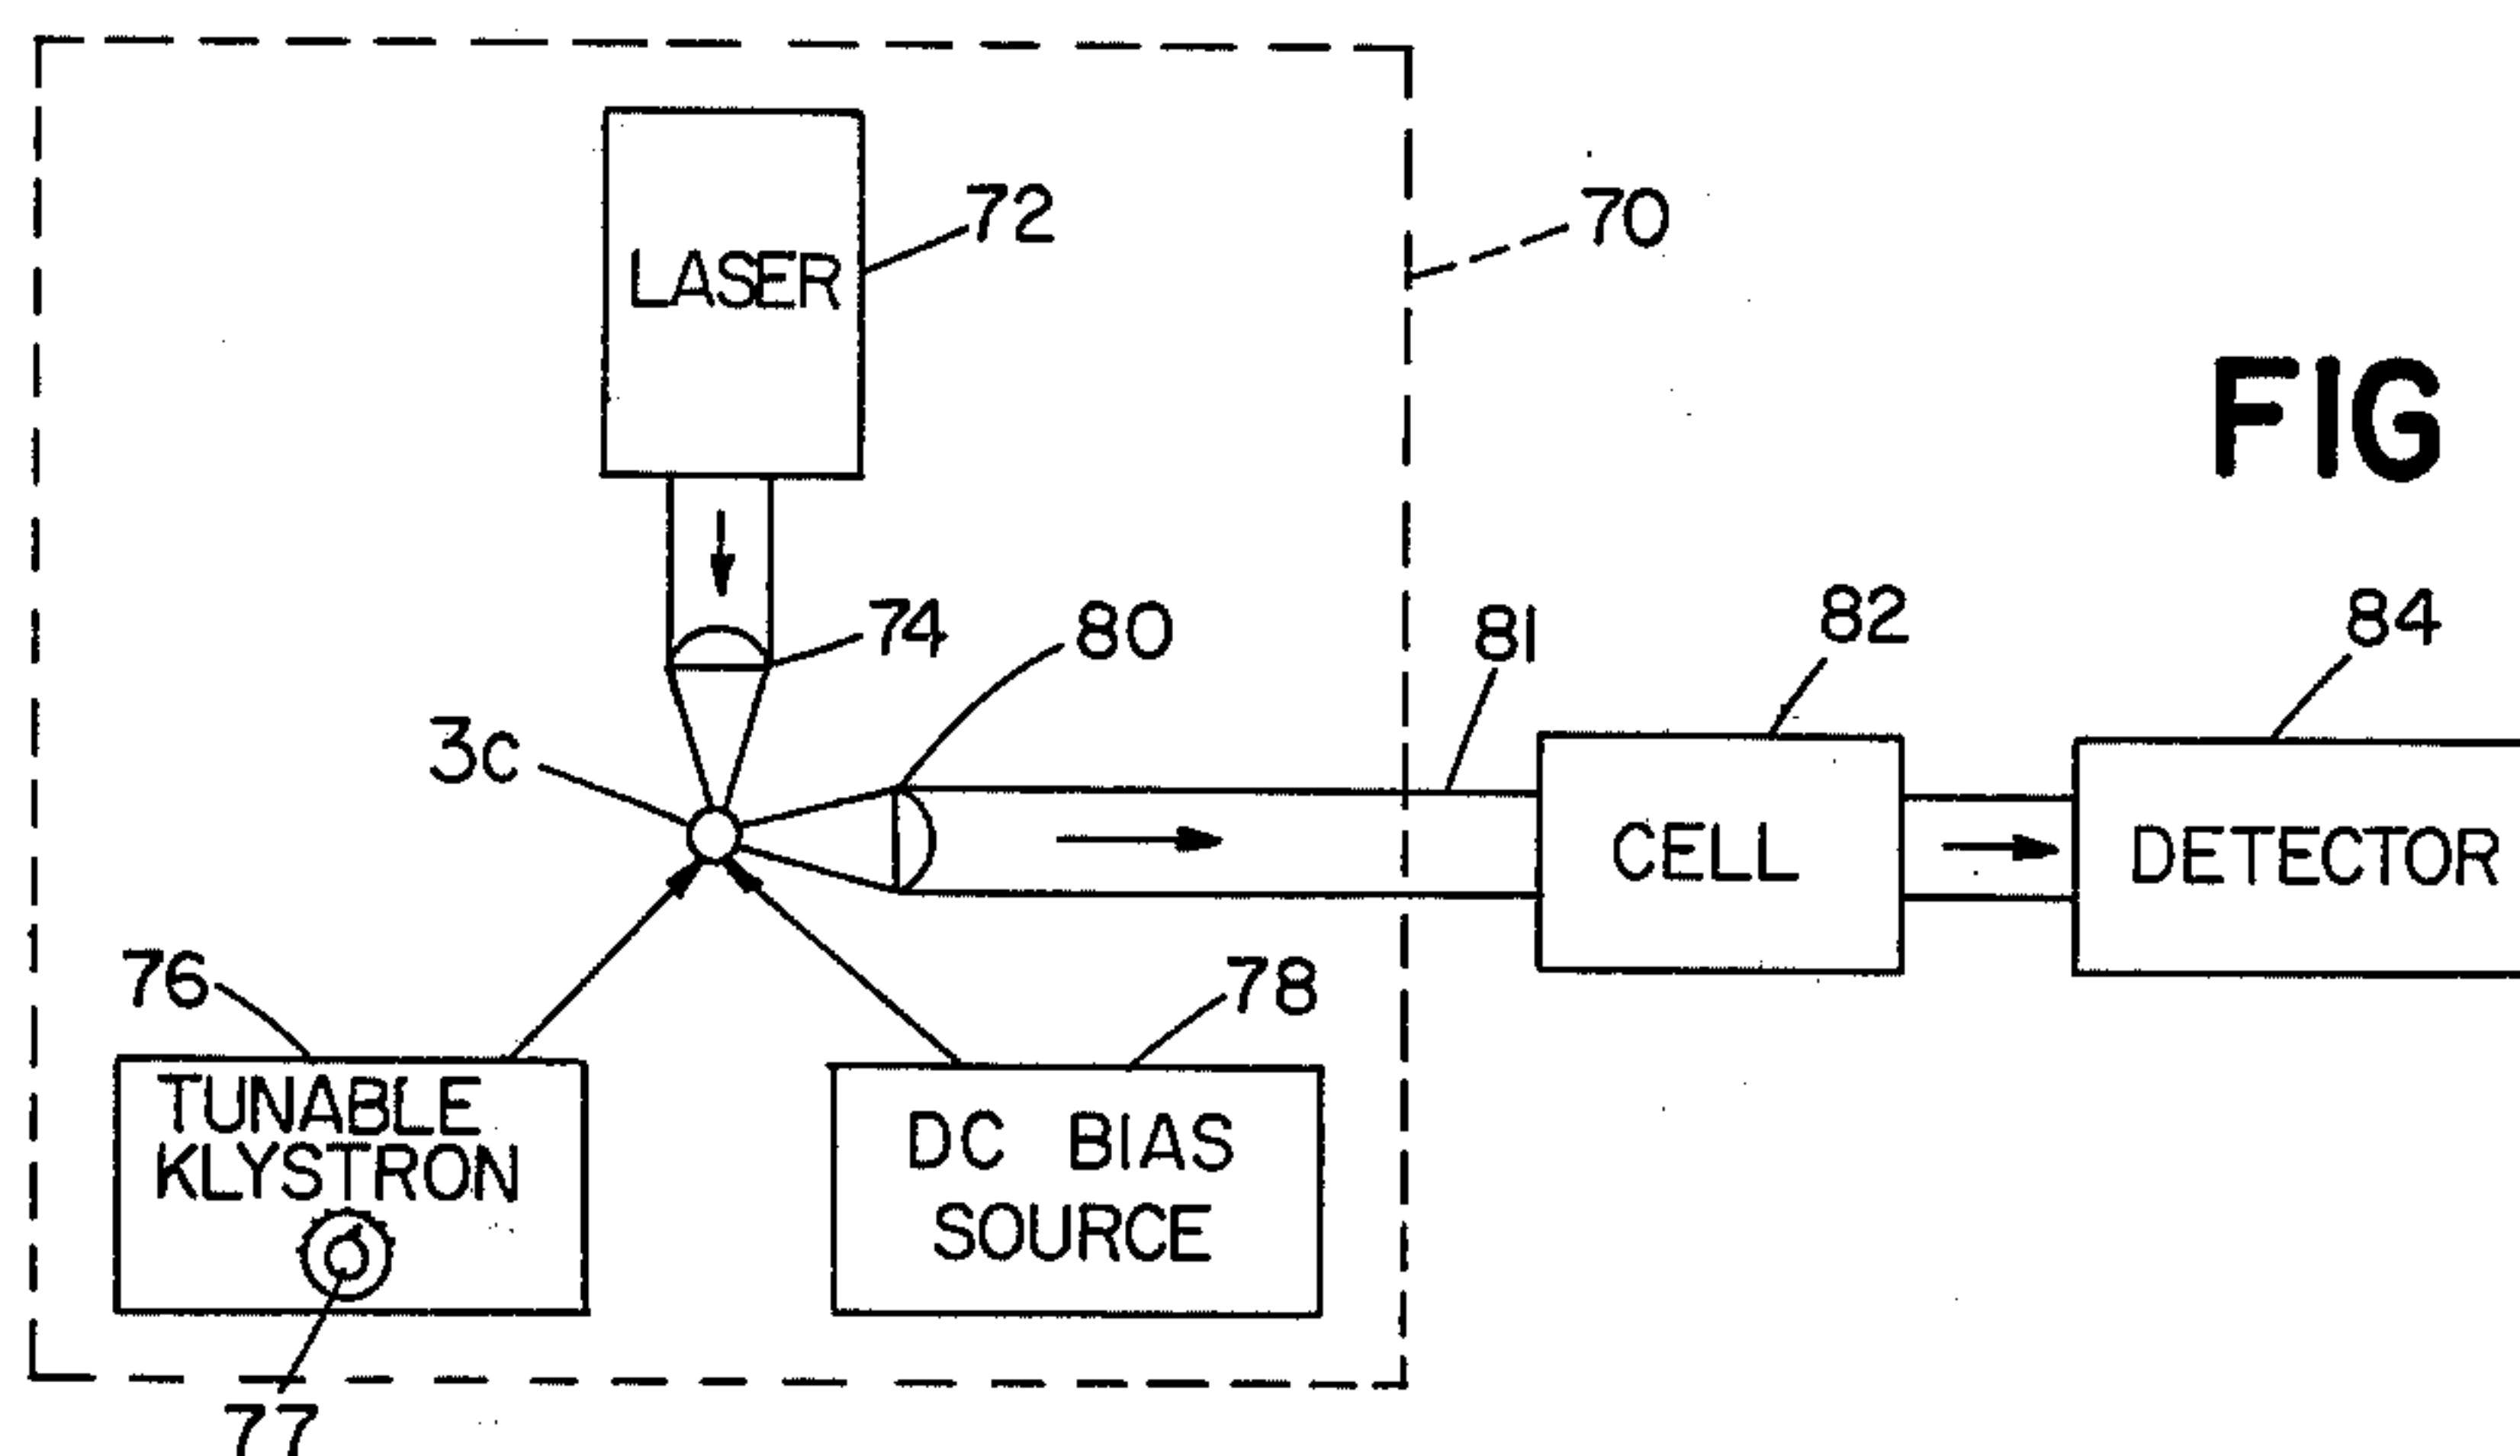 72
70
LASER
FIG
74
80
81
82
84
3c
CELL
DETECTOR
76
78
TUNABLE
KLYSTRON
DC BIAS
SOURCE
77